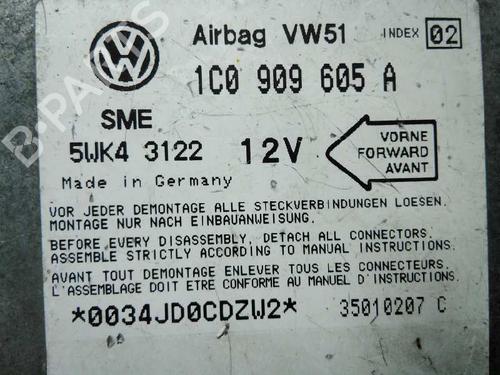 Airbag VW51 INDEX 02
1C0 909 605 A
SME
5WK4 3122 12V
VORNE
FORWARD
AVANT
Made in Germany
VOR JEDER DEMONTAGE ALLE STECKVERBINDUNGEN LOESEN.
MONTAGE NUR NACH EINBAUANWEISUNG.
BEFORE EVERY DISASSEMBLY, DETACH ALL CONNECTORS.
ASSEMBLE STRICTLY ACCORDING TO MANUAL INSTRUCTIONS.
AVANT TOUT DEMONTAGE ENLEVER TOUS LES CONNECTEURS.
L'ASSEMBLAGE DOIT ETRE CONFORME AU MANUEL D'INSTRUCTIONS.
*0034JD0CDZW2* 35010207 C
B-PARTS